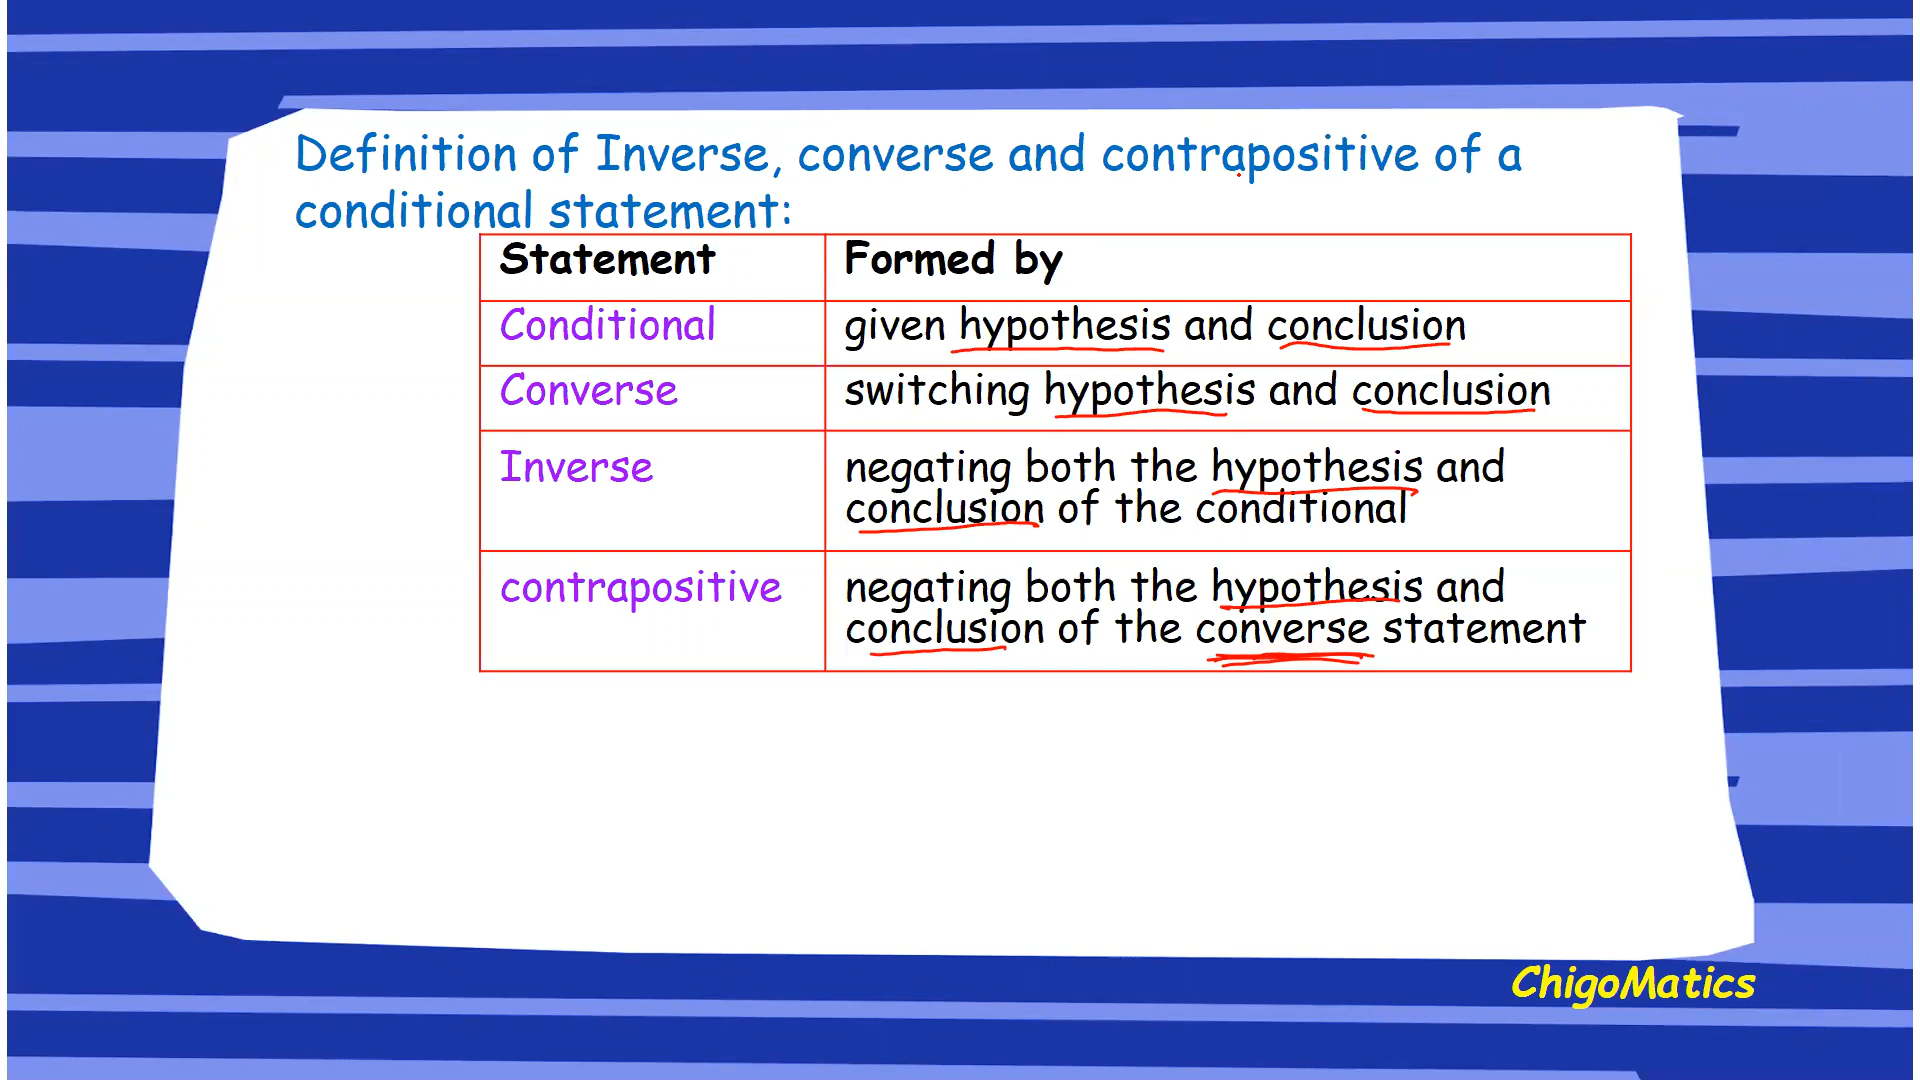 Definition of Inverse, converse and contrapositive of a
conditional statement:
Statement Formed by
Conditional given hypothesis and conclusion
Converse switching hypothesis and conclusion
Inverse negating both the hypothesis and
conclusion of the conditional
contrapositive negating both the hypothesis and
conclusion of the converse statement
ChigoMatics